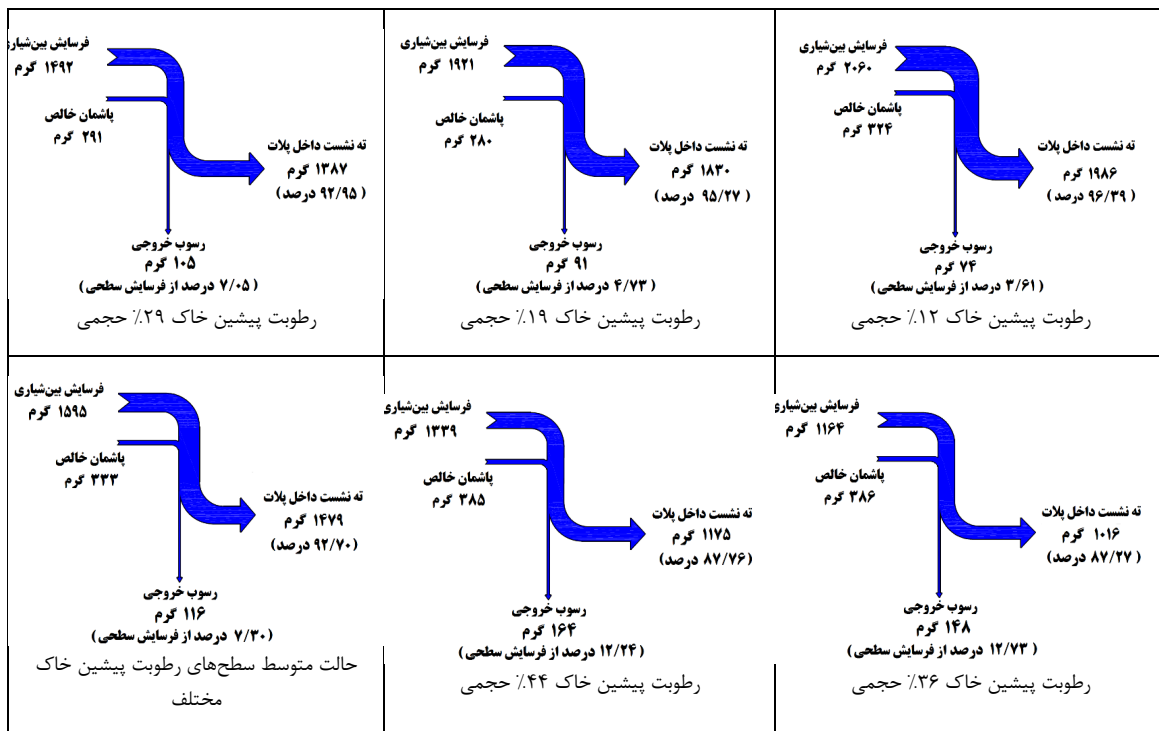 فرسایش بین‌شیاری
۲۰۶۰ گرم
پاشمان خالص
۳۲۴ گرم
ته نشست داخل پلات
۱۹۸۶ گرم
(۹۶/۳۹ درصد)
رسوب خروجی
۷۴ گرم
(۳/۶۱ درصد از فرسایش سطحی)
رطوبت پیشین خاک ۱۲٪ حجمی
فرسایش بین‌شیاری
۱۹۲۱ گرم
پاشمان خالص
۲۸۰ گرم
ته نشست داخل پلات
۱۸۳۰ گرم
(۹۵/۲۷ درصد)
رسوب خروجی
۹۱ گرم
(۴/۷۳ درصد از فرسایش سطحی)
رطوبت پیشین خاک ۱۹٪ حجمی
فرسایش بین‌شیاری
۱۴۹۲ گرم
پاشمان خالص
۲۹۱ گرم
ته نشست داخل پلات
۱۳۸۷ گرم
(۹۲/۹۵ درصد)
رسوب خروجی
۱۰۵ گرم
(۷/۰۵ درصد از فرسایش سطحی)
رطوبت پیشین خاک ۲۹٪ حجمی
فرسایش بین‌شیاری
۱۱۶۴ گرم
پاشمان خالص
۳۸۶ گرم
ته نشست داخل پلات
۱۰۱۶ گرم
(۸۷/۲۷ درصد)
رسوب خروجی
۱۴۸ گرم
(۱۲/۷۳ درصد از فرسایش سطحی)
رطوبت پیشین خاک ۳۶٪ حجمی
فرسایش بین‌شیاری
۱۳۳۹ گرم
پاشمان خالص
۳۸۵ گرم
ته نشست داخل پلات
۱۱۷۵ گرم
(۸۷/۷۶ درصد)
رسوب خروجی
۱۶۴ گرم
(۱۲/۲۴ درصد از فرسایش سطحی)
رطوبت پیشین خاک ۴۴٪ حجمی
فرسایش بین‌شیاری
۱۵۹۵ گرم
پاشمان خالص
۳۳۳ گرم
ته نشست داخل پلات
۱۴۷۹ گرم
(۹۲/۷۰ درصد)
رسوب خروجی
۱۱۶ گرم
(۷/۳۰ درصد از فرسایش سطحی)
حالت متوسط سطح‌های رطوبت پیشین خاک
مختلف